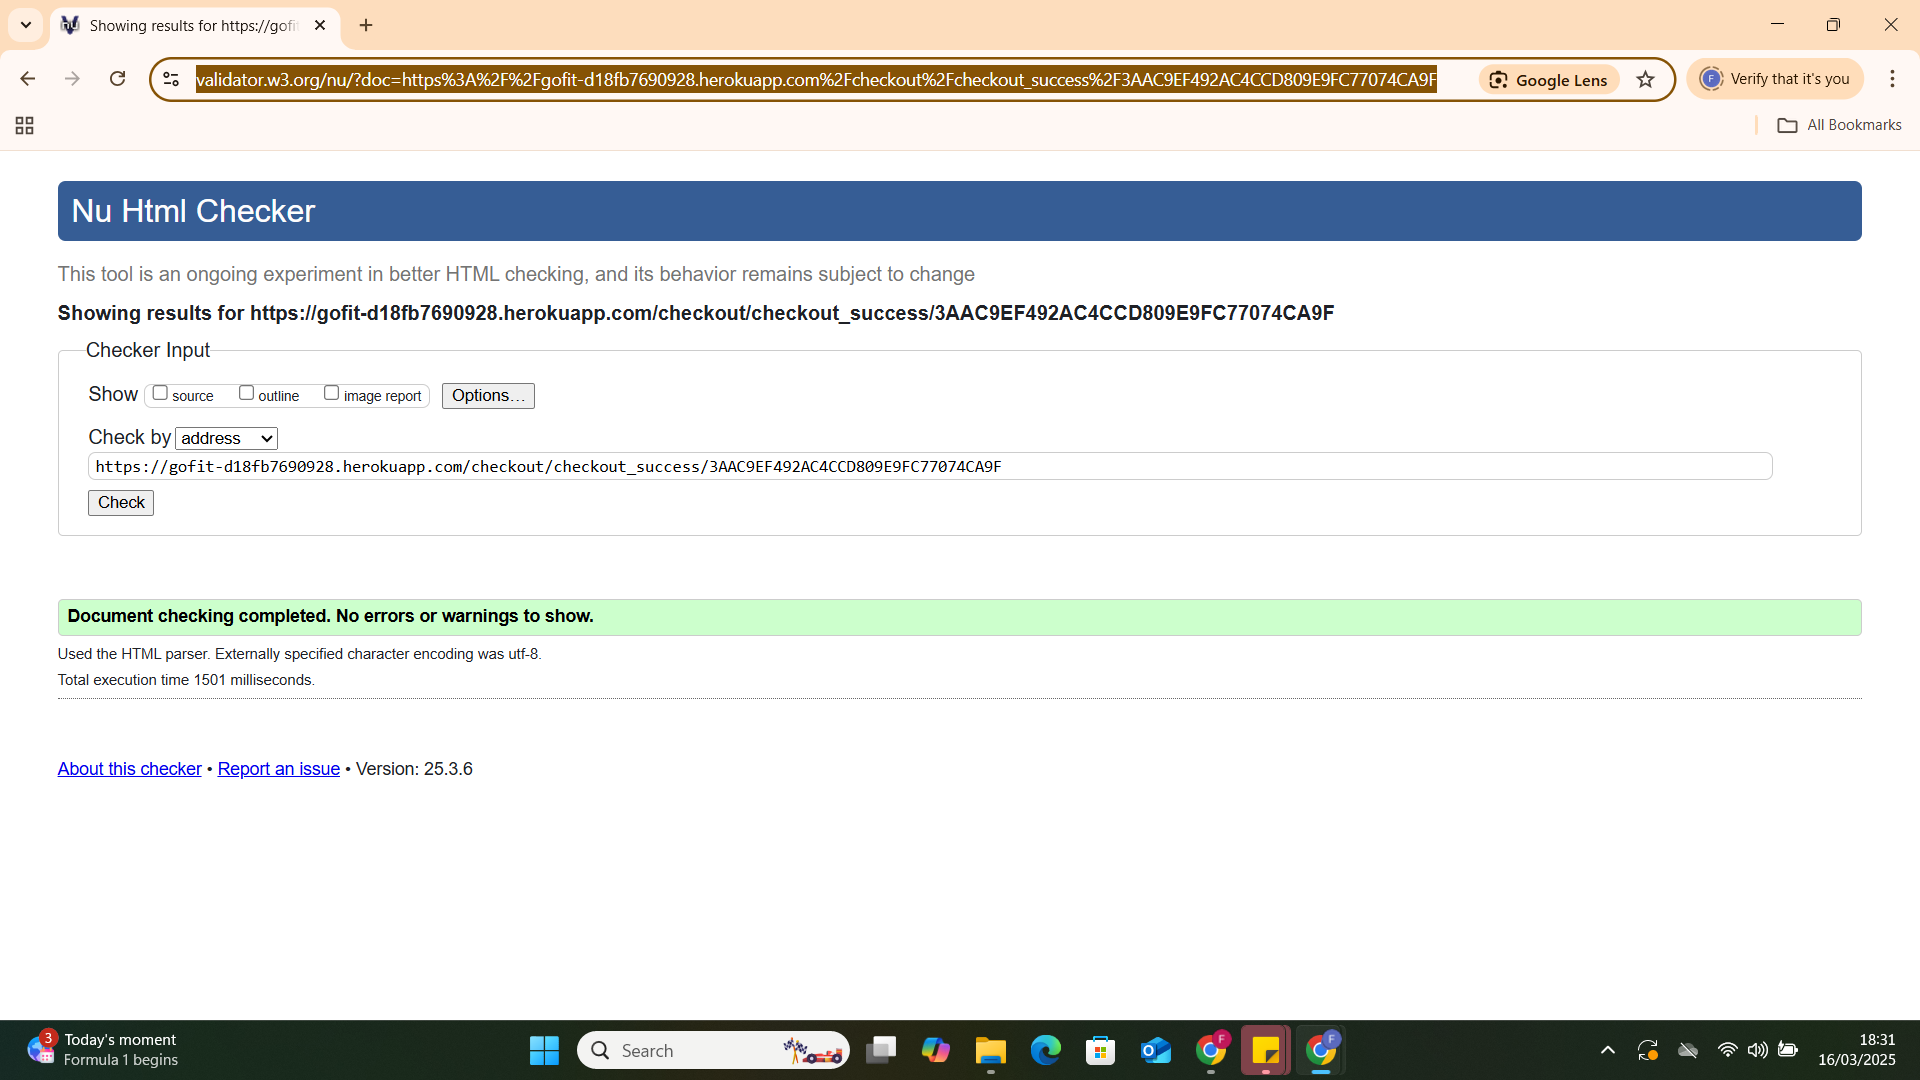 Showing results for https://gofi
validator.w3.org/nu/?doc=https%3A%2F%2Fgofit-d18fb7690928.herokuapp.com%2Fcheckout%2Fcheckout_success%2F3AAC9EF492AC4CCD809E9FC77074CA9F
Google Lens
F
Verify that it's you
All Bookmarks
Nu Html Checker
This tool is an ongoing experiment in better HTML checking, and its behavior remains subject to change
Showing results for https://gofit-d18fb7690928.herokuapp.com/checkout/checkout_success/3AAC9EF492AC4CCD809E9FC77074CA9F
Checker Input
Show source outline image report Options...
Check by address
https://gofit-d18fb7690928.herokuapp.com/checkout/checkout_success/3AAC9EF492AC4CCD809E9FC77074CA9F
Check
Document checking completed. No errors or warnings to show.
Used the HTML parser. Externally specified character encoding was utf-8.
Total execution time 1501 milliseconds.
About this checker • Report an issue • Version: 25.3.6
3
Today's moment
Formula 1 begins
Search
F
F
18:31
16/03/2025